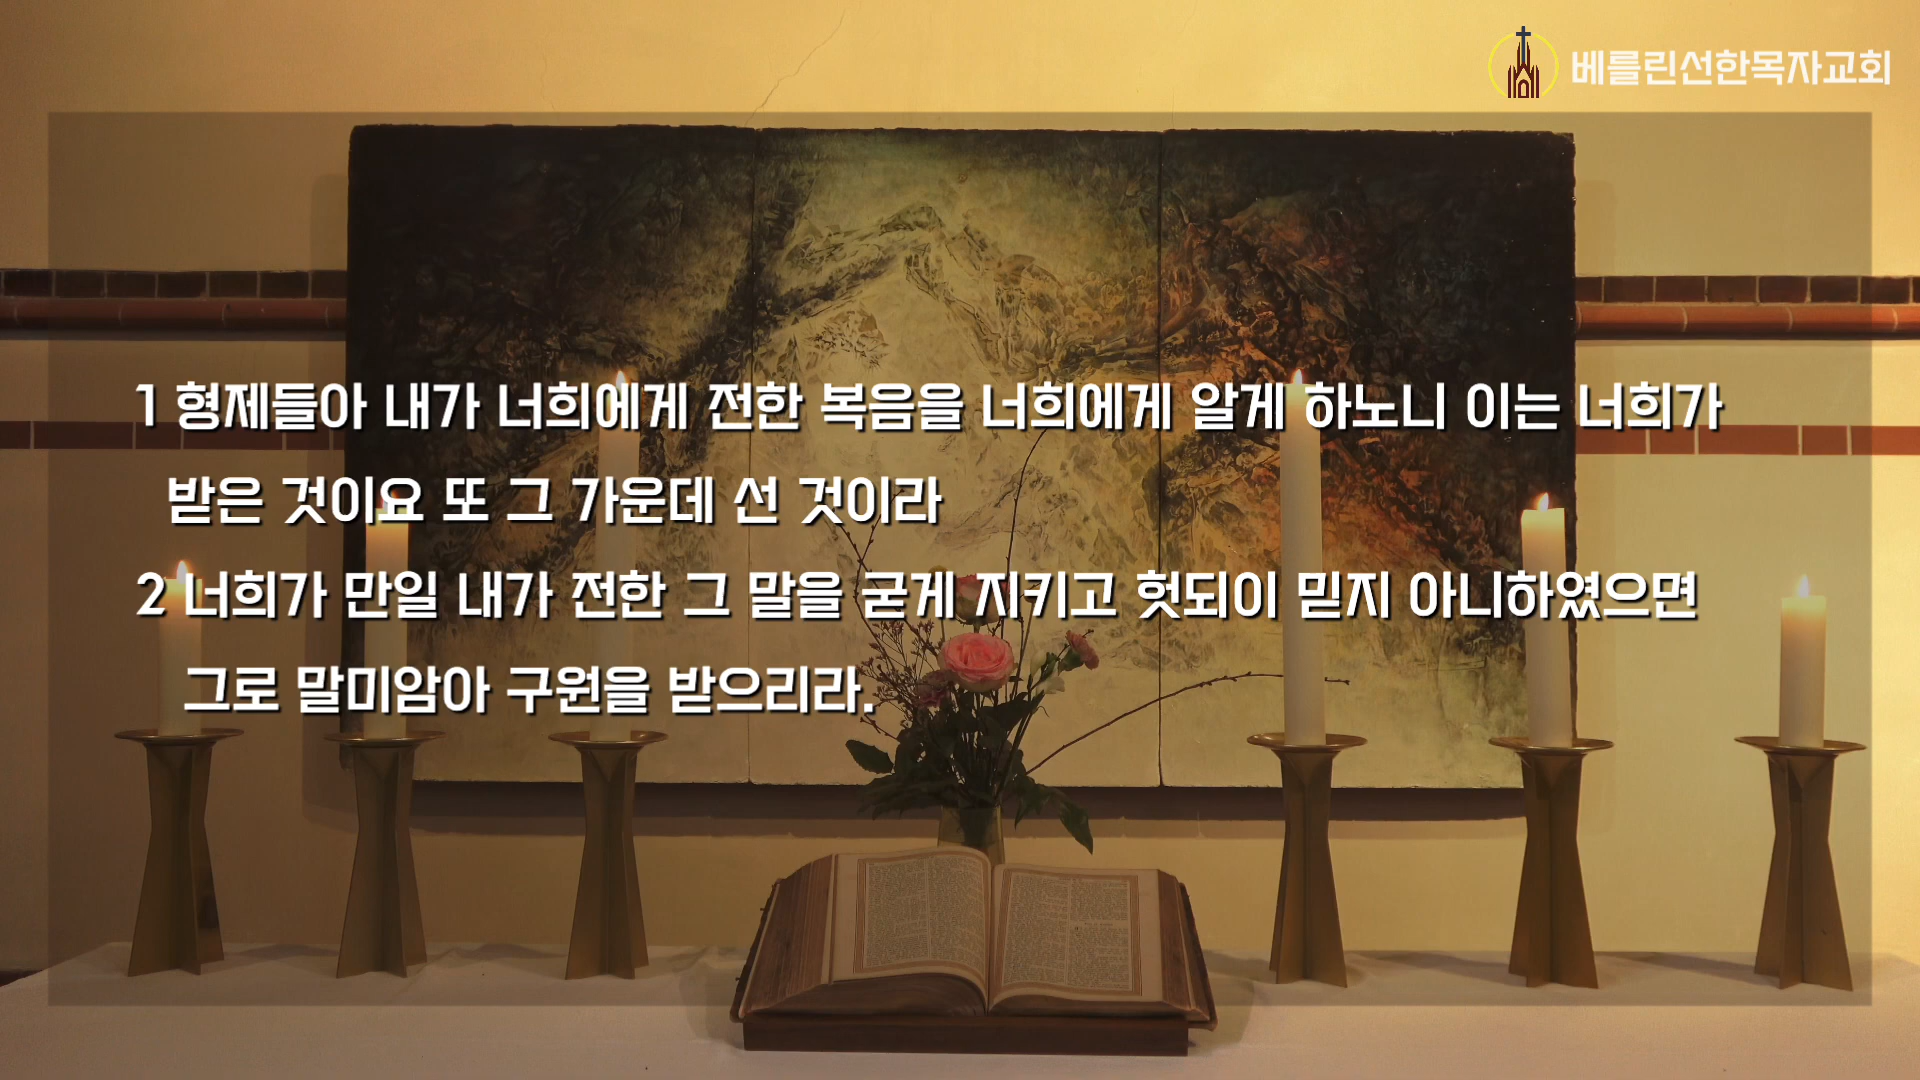 베를린선한목자교회
1 형제들아 내가 너희에게 전한 복음을 너희에게 알게 하노니 이는 너희가
받은 것이요 또 그 가운데 선 것이라
2 너희가 만일 내가 전한 그 말을 굳게 지키고 헛되이 믿지 아니하였으면
그로 말미암아 구원을 받으리라.